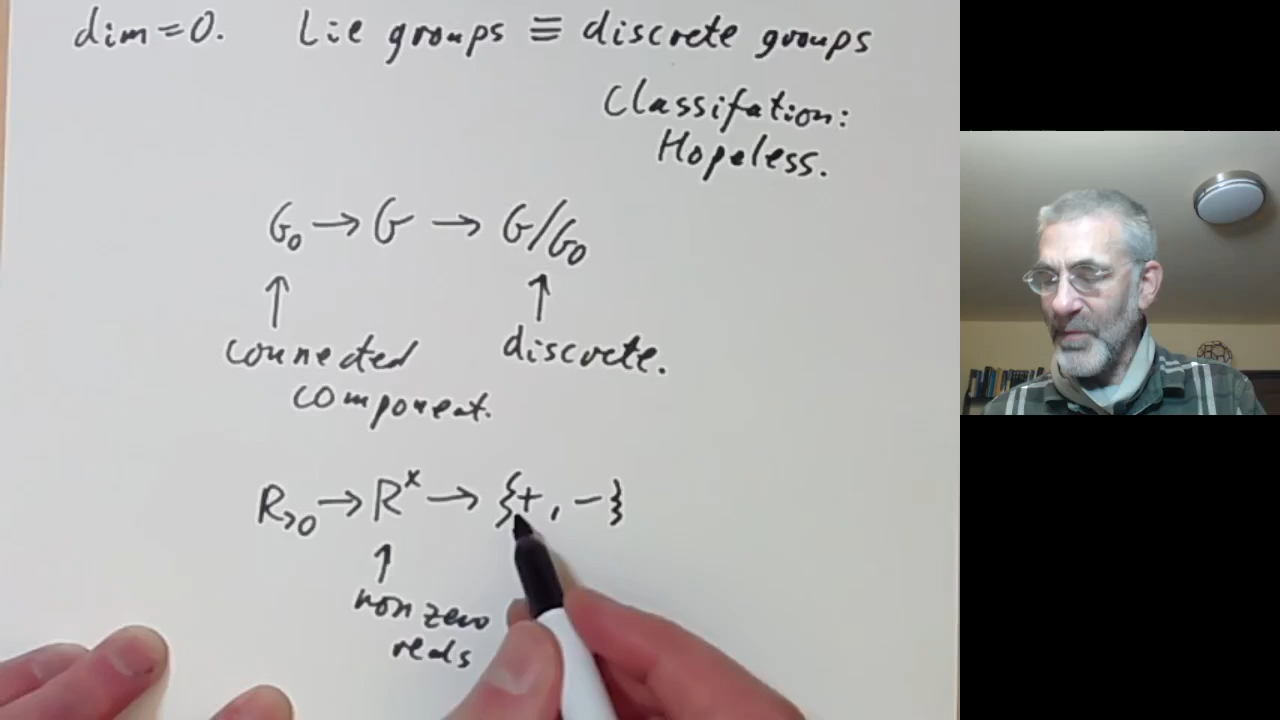 dim=0. Lie groups ≡ discrete groups
Classifation:
Hopeless.
G₀ → G → G/G₀
↑ ↑
connected discrete.
component.
R>0 → R^x → {+, -}
↑
non zero
reals